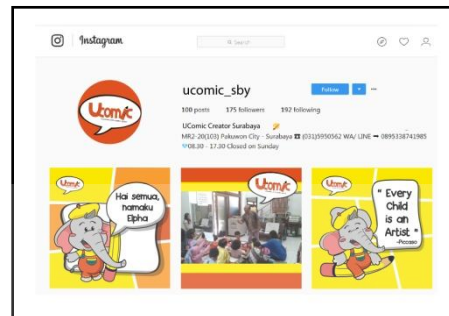 Instagram
Search
ucomic_sby
Follow
100 posts 175 followers 192 following
UComic Creator Surabaya
MR2-20(103) Pakuwon City - Surabaya ☎ (031)5950562 WA/ LINE ➡ 0895338741985
💙08.30 - 17.30 Closed on Sunday
Ucomic
Ucomic
Hai semua,
namaku
Elpha
Ucomic
Ucomic
" Every
Child
is an
Artist "
-Picasso